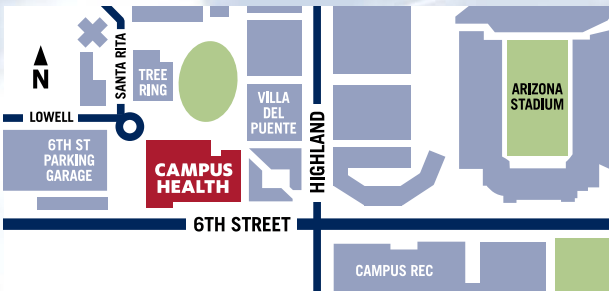 N
SANTA RITA
TREE
RING
LOWELL
6TH ST
PARKING
GARAGE
CAMPUS
HEALTH
VILLA
DEL
PUENTE
HIGHLAND
ARIZONA
STADIUM
6TH STREET
CAMPUS REC